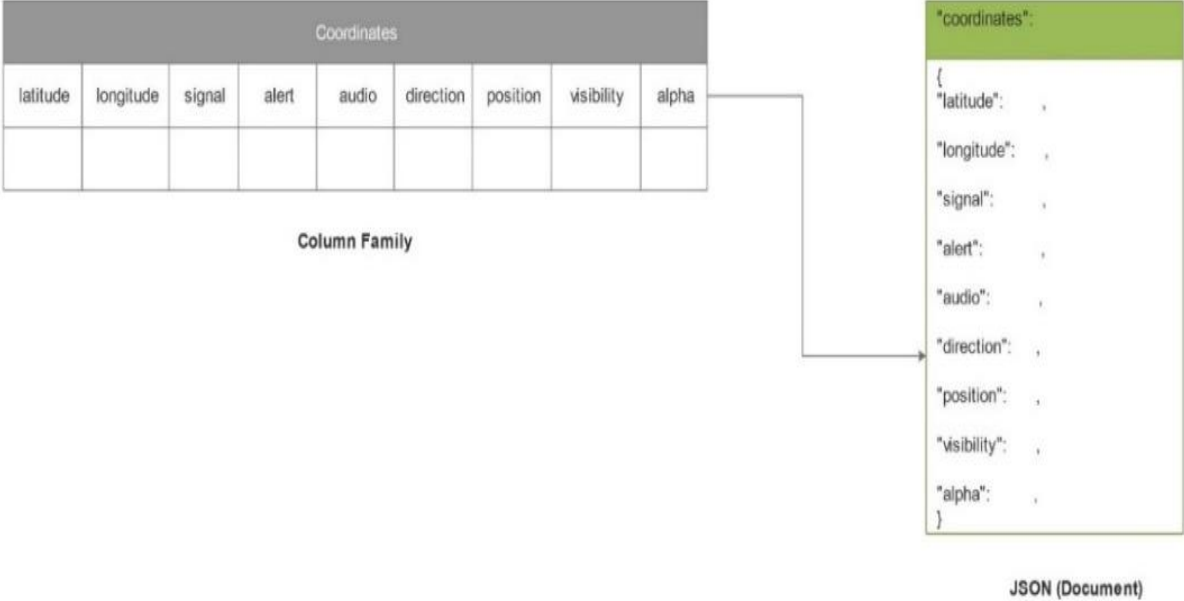 Coordinates
latitude longitude signal alert audio direction position visibility alpha
Column Family
"coordinates":
{
"latitude": ,
"longitude": ,
"signal": ,
"alert": ,
"audio": ,
"direction": ,
"position": ,
"visibility": ,
"alpha": ,
}
JSON (Document)